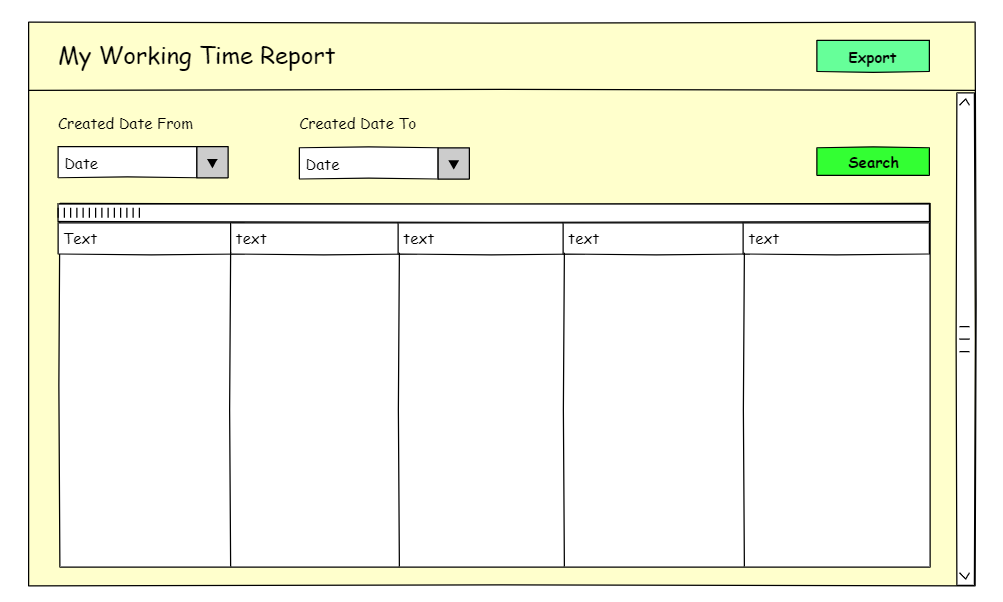 My Working Time Report
Export
Created Date From
Created Date To
Date
Date
Search
Text
text
text
text
text